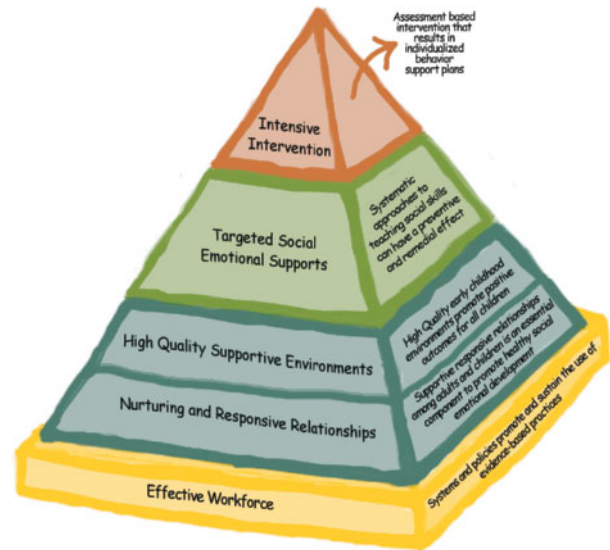 Assessment based
intervention that
results in
individualized
behavior
support plans
Intensive
Intervention
Targeted Social
Emotional Supports
Systematic
approaches to
teaching social skills
can have a preventive
and remedial effect
High Quality Supportive Environments
High Quality early childhood
environments promote positive
outcomes for all children
Nurturing and Responsive Relationships
Supportive responsive relationships
among adults and children is an essential
component to promote healthy social
emotional development
Effective Workforce
Systems and policies promote and sustain the use of
evidence-based practices